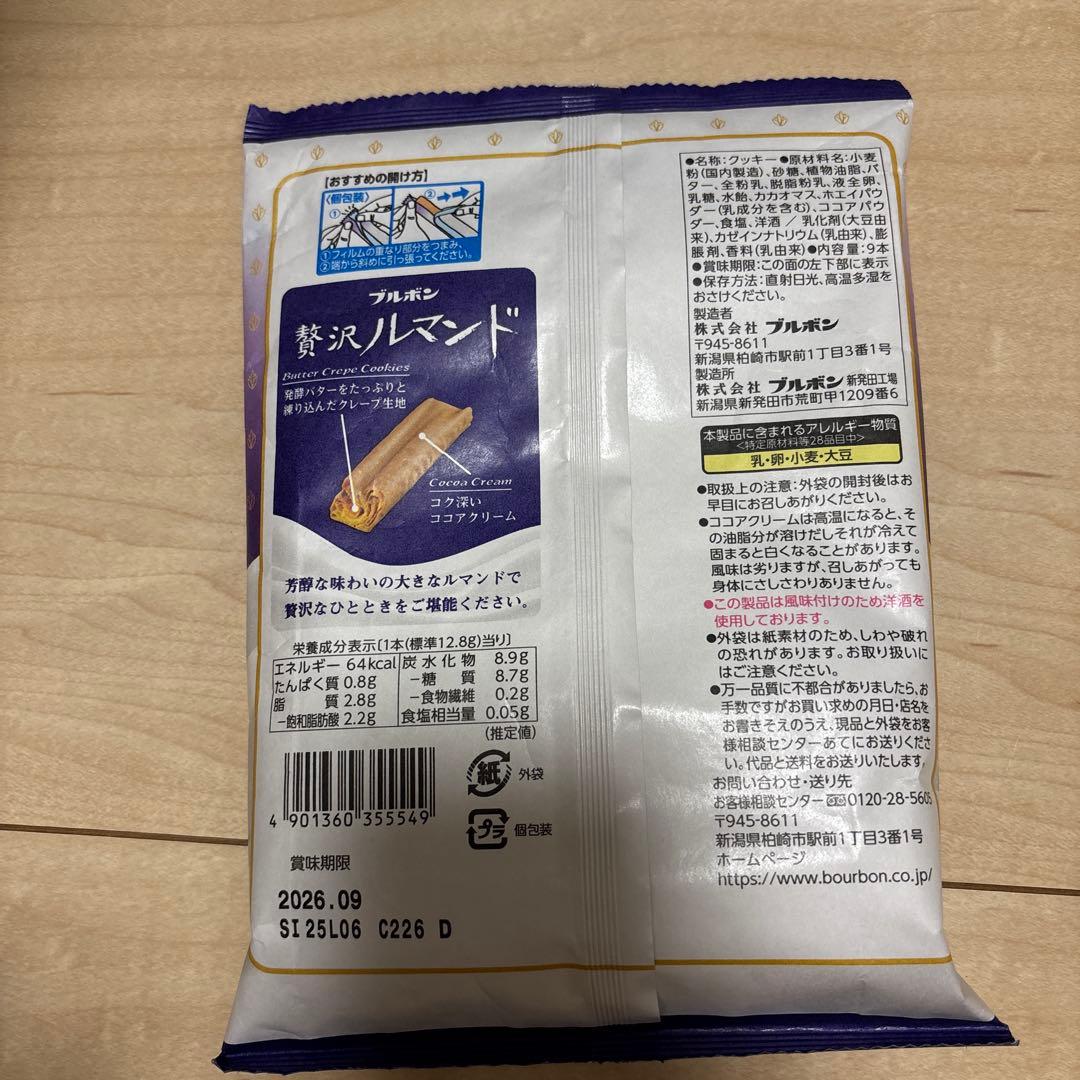 【おすすめの開け方】
〈個包装〉
① ②
①フィルムの重なり部分をつまみ、
②端から斜めに引っ張ってください。
ブルボン
贅沢ルマンド
Butter Crepe Cookies
発酵バターをたっぷりと
練り込んだクレープ生地
Cocoa Cream
コク深い
ココアクリーム
芳醇な味わいの大きなルマンドで
贅沢なひとときをご堪能ください。
栄養成分表示〔1本(標準12.8g)当り〕
エネルギー 64kcal 炭水化物 8.9g
たんぱく質 0.8g −糖質 8.7g
脂質 2.8g −食物繊維 0.2g
−飽和脂肪酸 2.2g 食塩相当量 0.05g
(推定値)
4 901360 355549
紙 外袋
プラ 個包装
賞味期限
2026.09
SI25L06 C226 D
●名称:クッキー●原材料名:小麦
粉(国内製造)、砂糖、植物油脂、バ
ター、全粉乳、脱脂粉乳、液全卵、
乳糖、水飴、カカオマス、ホエイパウ
ダー(乳成分を含む)、ココアパウ
ダー、食塩、洋酒/乳化剤(大豆由
来)、カゼインナトリウム(乳由来)、膨
脹剤、香料(乳由来)●内容量:9本
●賞味期限:この面の左下部に表示
●保存方法:直射日光、高温多湿を
おさけください。
製造者
株式会社 ブルボン
〒945-8611
新潟県柏崎市駅前1丁目3番1号
製造所
株式会社 ブルボン 新発田工場
新潟県新発田市荒町甲1209番6
本製品に含まれるアレルギー物質
<特定原材料等28品目中>
乳・卵・小麦・大豆
●取扱上の注意:外袋の開封後はお
早目にお召しあがりください。
●ココアクリームは高温になると、そ
の油脂分が溶けだしそれが冷えて
固まると白くなることがあります。
風味は劣りますが、召しあがっても
身体にさしさわりありません。
●この製品は風味付けのため洋酒を
使用しております。
●外袋は紙素材のため、しわや破れ
の恐れがあります。お取り扱いに
はご注意ください。
●万一品質に不都合がありましたら、お
手数ですがお買い求めの月日・店名を
お書きそえのうえ、現品と外袋をお客
様相談センターあてにお送りくださ
い。代品と送料をお送りいたします。
お問い合わせ・送り先
お客様相談センター 0120-28-5605
〒945-8611
新潟県柏崎市駅前1丁目3番1号
ホームページ
https://www.bourbon.co.jp/